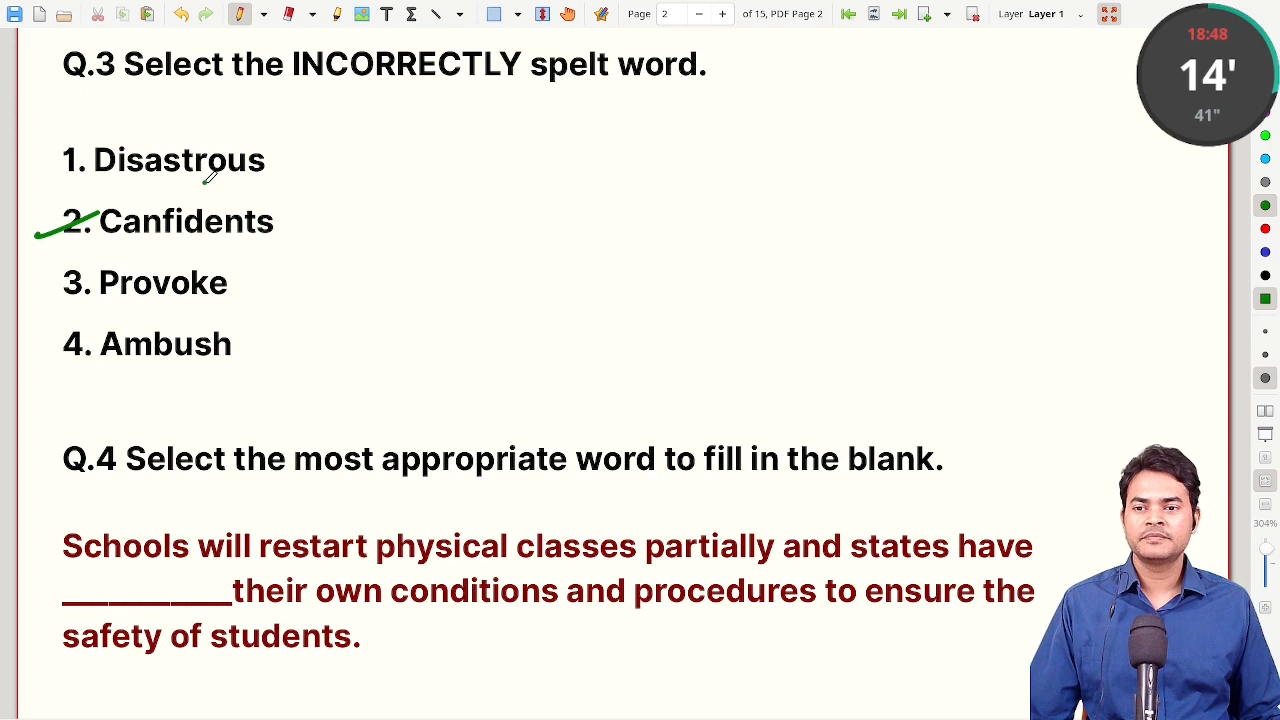 Page 2 of 15, PDF Page 2 Layer Layer 1
18:48
14'
41"
Q.3 Select the INCORRECTLY spelt word.
1. Disastrous
2. Canfidents
3. Provoke
4. Ambush
Q.4 Select the most appropriate word to fill in the blank.
Schools will restart physical classes partially and states have
___________their own conditions and procedures to ensure the
safety of students.
304%